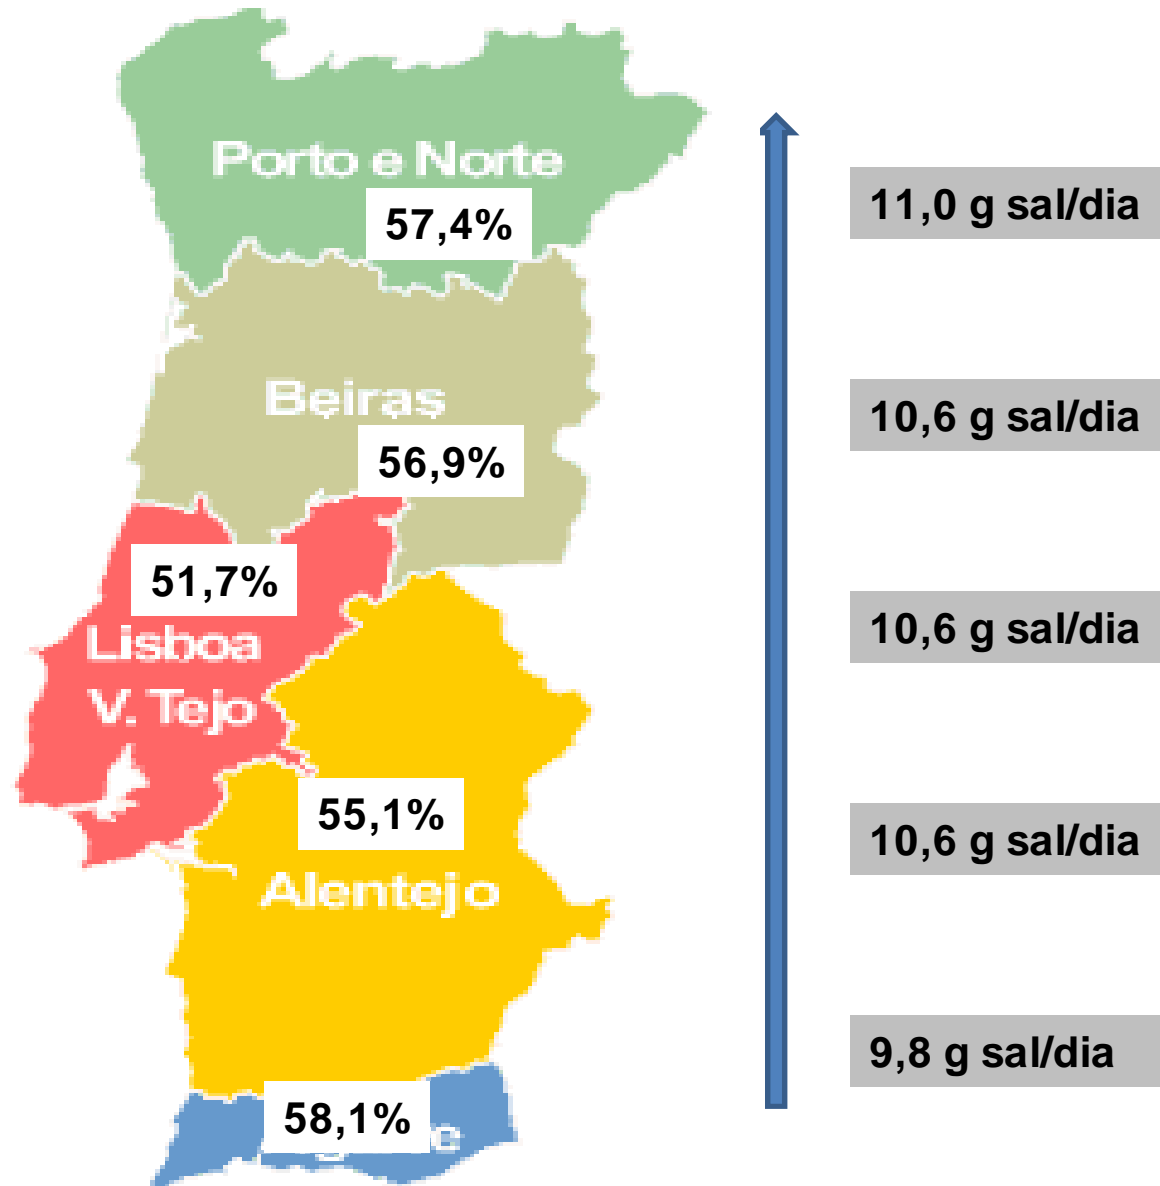 Porto e Norte
57,4%
11,0 g sal/dia
Beiras
56,9%
10,6 g sal/dia
51,7%
Lisboa
V. Tejo
10,6 g sal/dia
55,1%
Alentejo
10,6 g sal/dia
58,1%
9,8 g sal/dia